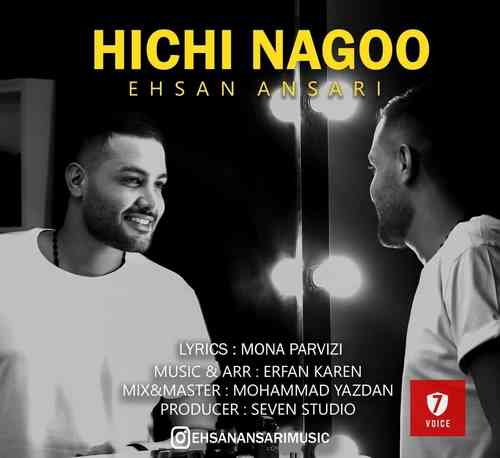 HICHI NAGOO
EHSAN ANSARI
LYRICS : MONA PARVIZI
MUSIC & ARR : ERFAN KAREN
MIX&MASTER : MOHAMMAD YAZDAN
PRODUCER : SEVEN STUDIO
7
VOICE
EHSANANSARIMUSIC